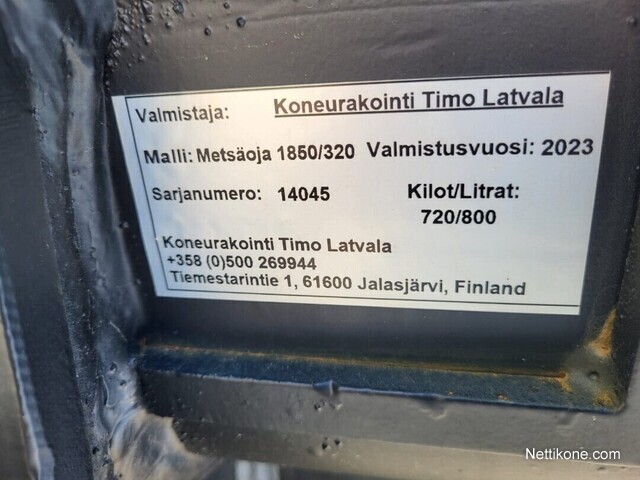 Valmistaja: Koneurakointi Timo Latvala
Malli: Metsäoja 1850/320 Valmistusvuosi: 2023
Sarjanumero: 14045 Kilot/Litrat:
720/800
Koneurakointi Timo Latvala
+358 (0)500 269944
Tiemestarintie 1, 61600 Jalasjärvi, Finland
Nettikone.com